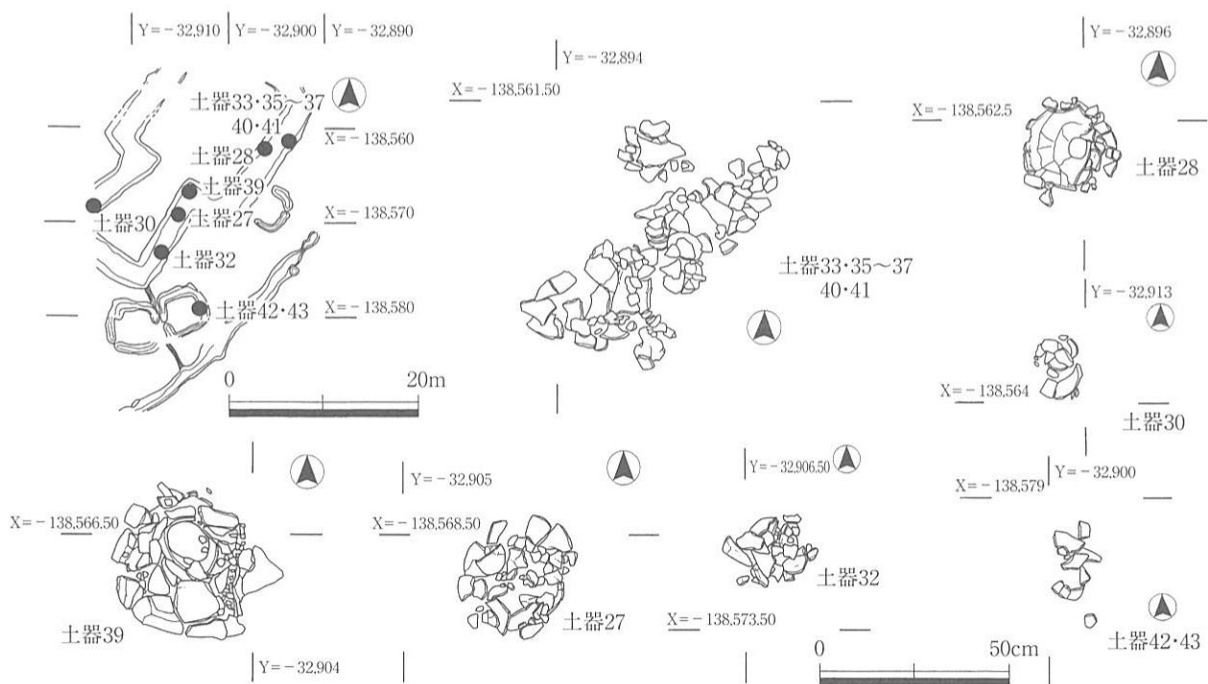 Y=－32,910
Y=－32,900
Y=－32,890
土器33・35～37
40・41
X=－138,560
土器28
土器39
土器30
土器27
X=－138,570
土器32
土器42・43
X=－138,580
0
20m
Y=－32,894
X=－138,561.50
土器33・35～37
40・41
Y=－32,896
X=－138,562.5
土器28
Y=－32,913
X=－138,564
土器30
X=－138,566.50
土器39
Y=－32,904
Y=－32,905
X=－138,568.50
土器27
Y=－32,906.50
土器32
X=－138,573.50
0
50cm
Y=－32,900
X=－138,579
土器42・43